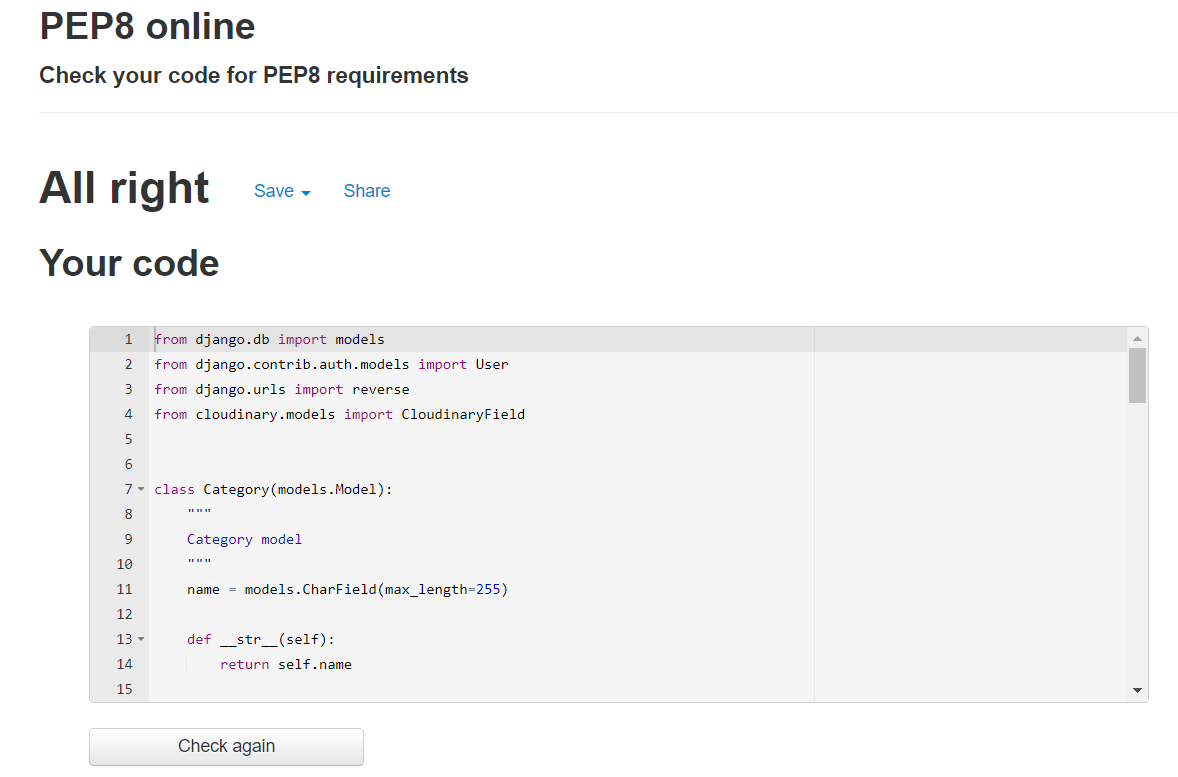 PEP8 online
Check your code for PEP8 requirements
All right Save Share
Your code
1 from django.db import models
2 from django.contrib.auth.models import User
3 from django.urls import reverse
4 from cloudinary.models import CloudinaryField
5
6
7 class Category(models.Model):
8     """
9     Category model
10     """
11     name = models.CharField(max_length=255)
12
13     def __str__(self):
14         return self.name
15
Check again